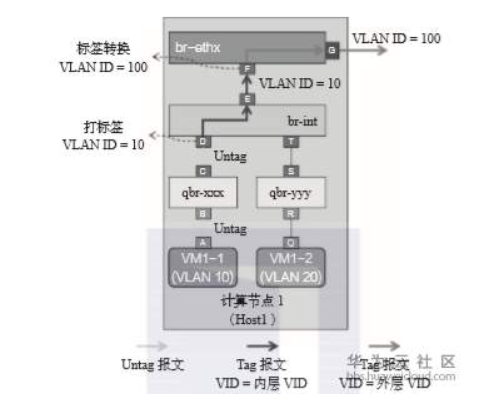 标签转换
VLAN ID = 100
br-ethx
G
VLAN ID = 100
F
VLAN ID = 10
E
打标签
VLAN ID = 10
br-int
D
T
Untag
C
S
qbr-xxx
qbr-yyy
B
R
Untag
A
Q
VM1-1
(VLAN 10)
VM1-2
(VLAN 20)
计算节点 1
(Host1 )
Untag 报文
Tag 报文
VID = 内层 VID
Tag 报文
VID = 外层 VID
华为云社区
bbs.huaweicloud.com